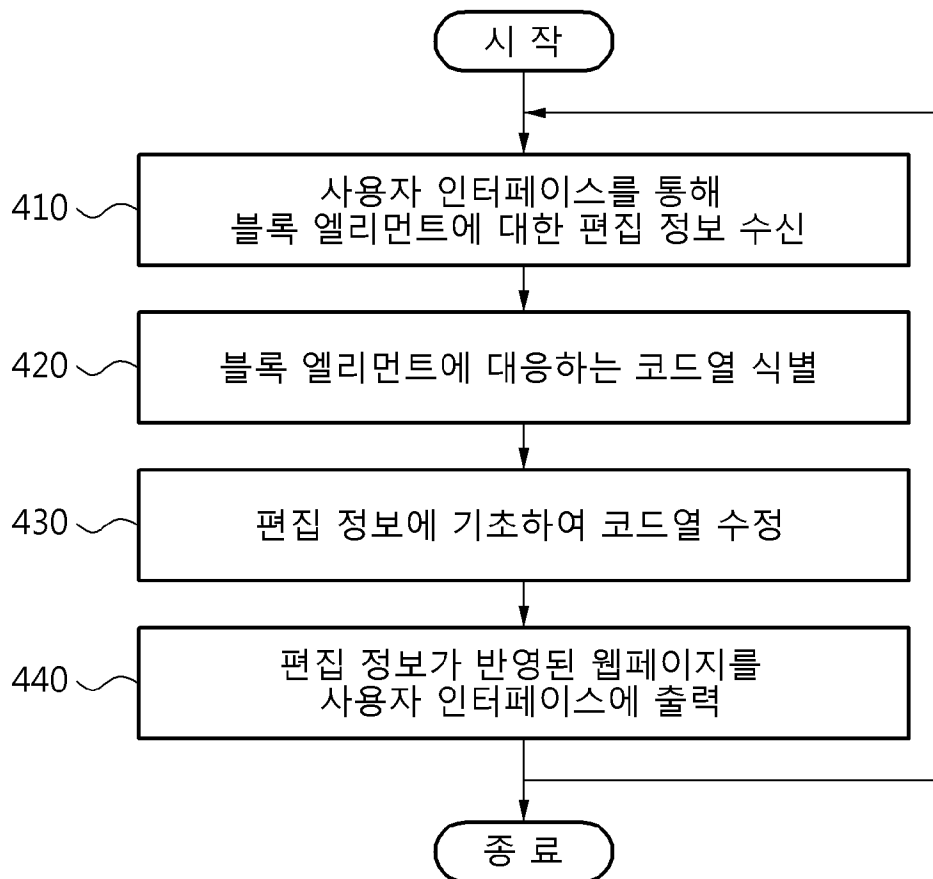 시 작
410
사용자 인터페이스를 통해
블록 엘리먼트에 대한 편집 정보 수신
420
블록 엘리먼트에 대응하는 코드열 식별
430
편집 정보에 기초하여 코드열 수정
440
편집 정보가 반영된 웹페이지를
사용자 인터페이스에 출력
종 료